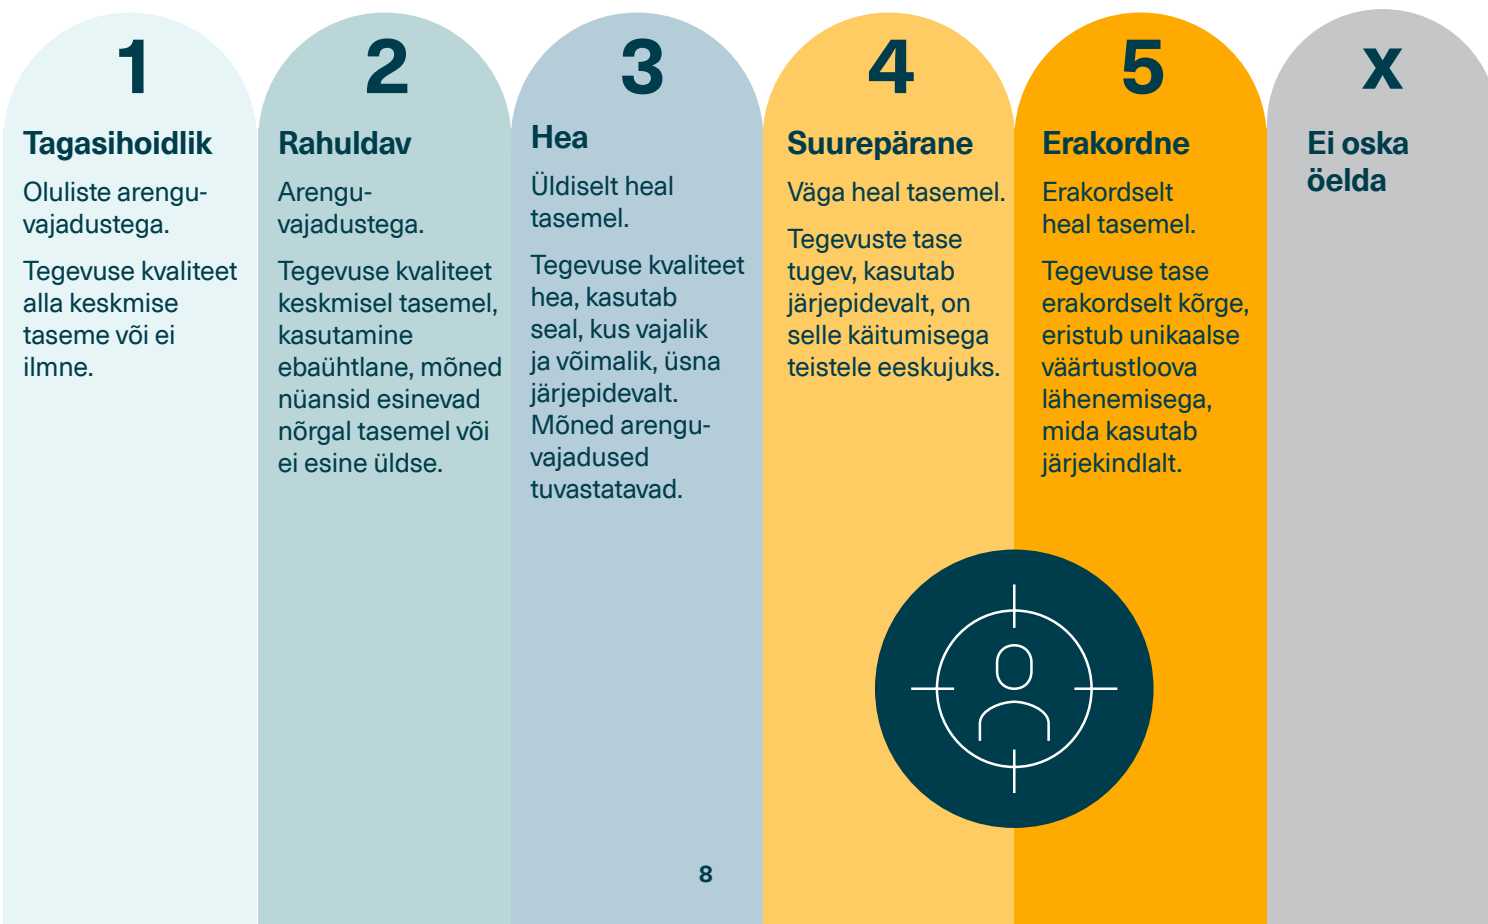 1
Tagasihoidlik
Oluliste arengu-
vajadustega.
Tegevuse kvaliteet
alla keskmise
taseme või ei
ilmne.
2
Rahuldav
Arengu-
vajadustega.
Tegevuse kvaliteet
keskmisel tasemel,
kasutamine
ebaühtlane, mõned
nüansid esinevad
nõrgal tasemel või
ei esine üldse.
3
Hea
Üldiselt heal
tasemel.
Tegevuse kvaliteet
hea, kasutab
seal, kus vajalik
ja võimalik, üsna
järjepidevalt.
Mõned arengu-
vajadused
tuvastatavad.
4
Suurepärane
Väga heal tasemel.
Tegevuste tase
tugev, kasutab
järjepidevalt, on
selle käitumisega
teistele eeskujuks.
5
Erakordne
Erakordselt
heal tasemel.
Tegevuse tase
erakordselt kõrge,
eristub unikaalse
väärtustloova
lähenemisega,
mida kasutab
järjekindlalt.
x
Ei oska
öelda
8